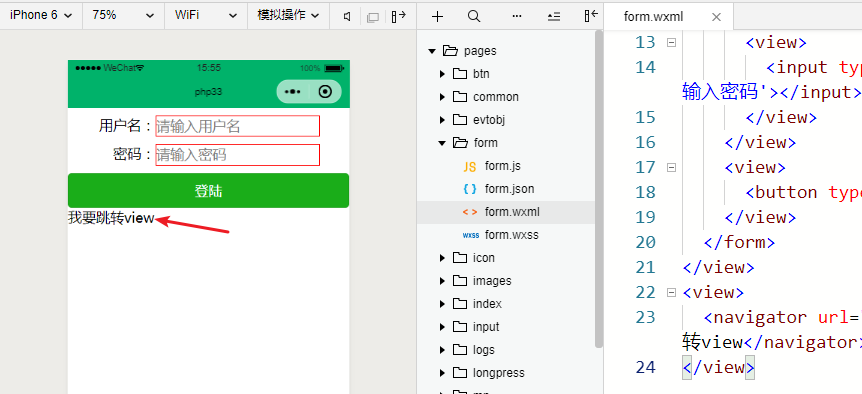 iPhone 6 75% WiFi 模拟操作
WeChat 15:55 100%
php33
用户名：请输入用户名
密码：请输入密码
登陆
我要跳转view
pages
btn
common
evtobj
form
JS form.js
{ } form.json
< > form.wxml
wxss form.wxss
icon
images
index
input
logs
longpress
form.wxml
13 <view>
14 <input typ
输入密码'></input>
15 </view>
16 </view>
17 <view>
18 <button type
19 </view>
20 </form>
21 </view>
22 <view>
23 <navigator url=
转view</navigator>
24 </view>